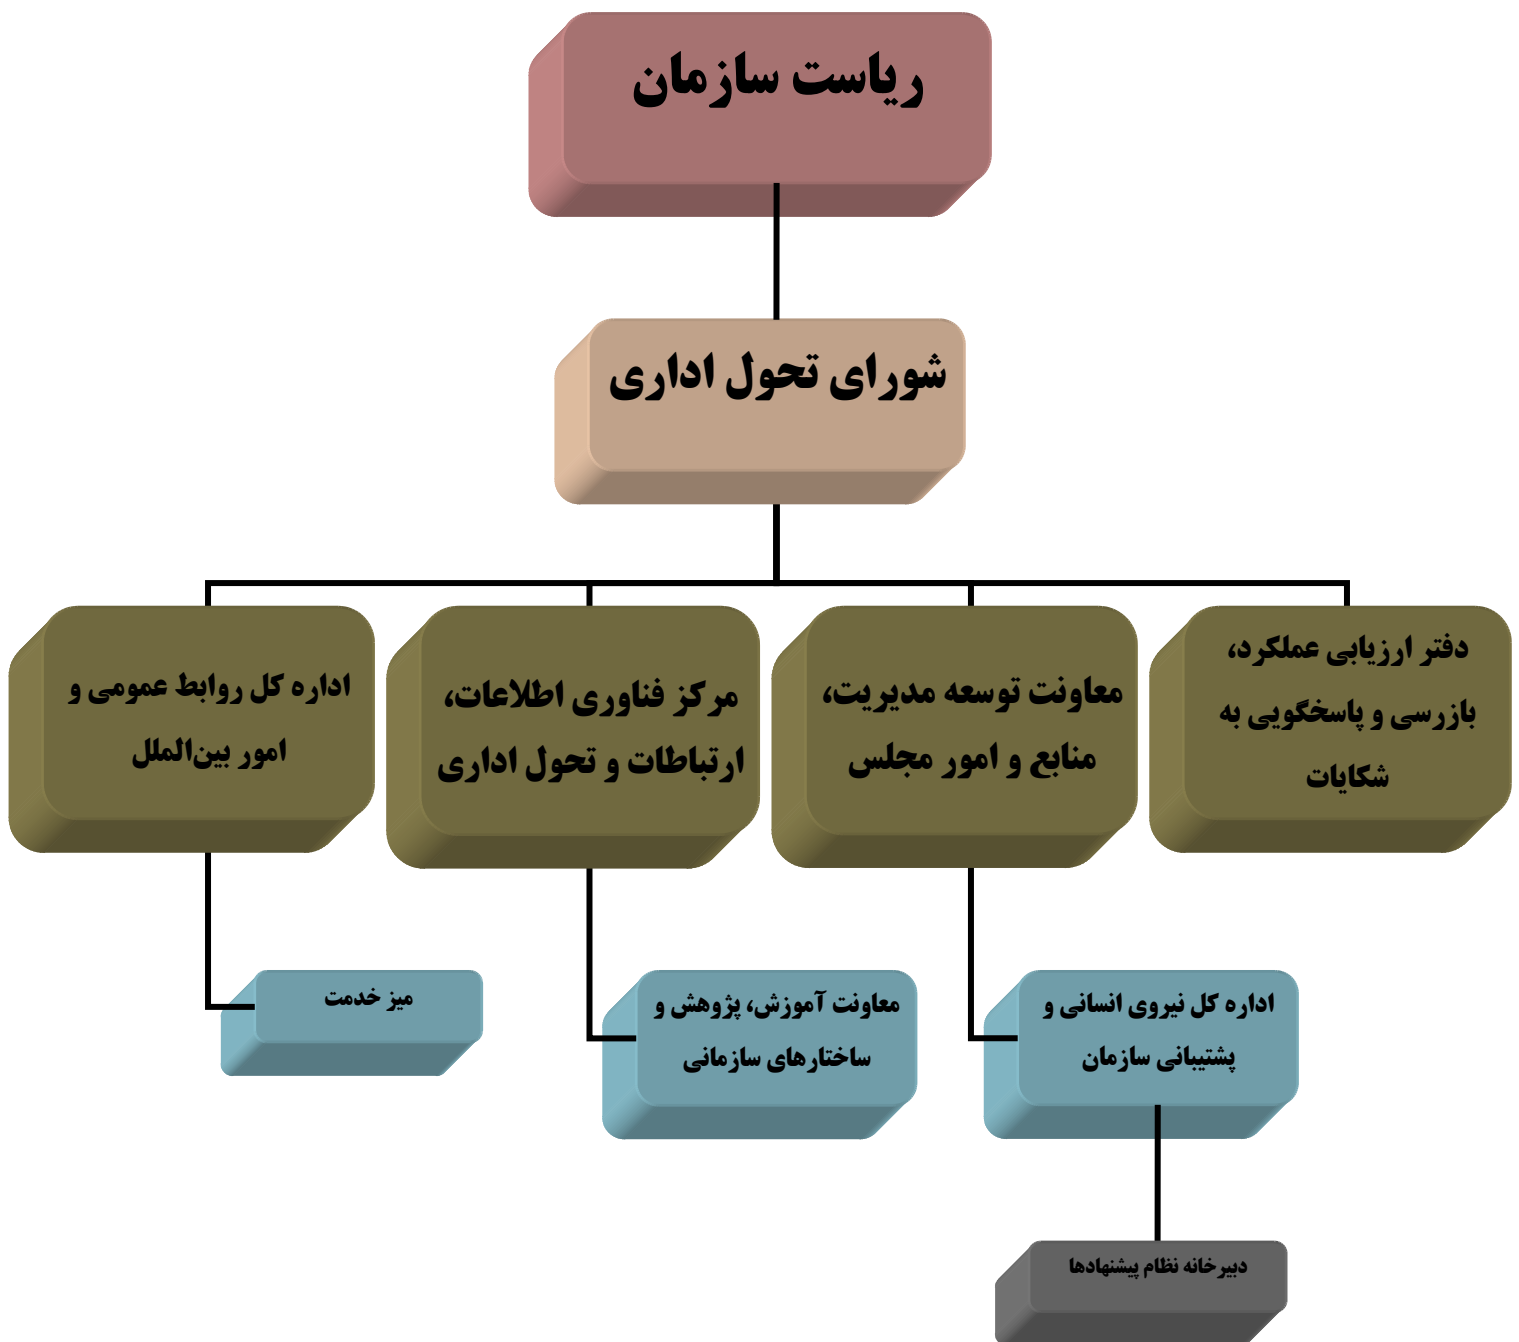 ریاست سازمان
شورای تحول اداری
دفتر ارزیابی عملکرد،
بازرسی و پاسخگویی به
شکایات
معاونت توسعه مدیریت،
منابع و امور مجلس
مرکز فناوری اطلاعات،
ارتباطات و تحول اداری
اداره کل روابط عمومی و
امور بین‌الملل
اداره کل نیروی انسانی و
پشتیبانی سازمان
معاونت آموزش، پژوهش و
ساختارهای سازمانی
میز خدمت
دبیرخانه نظام پیشنهادها